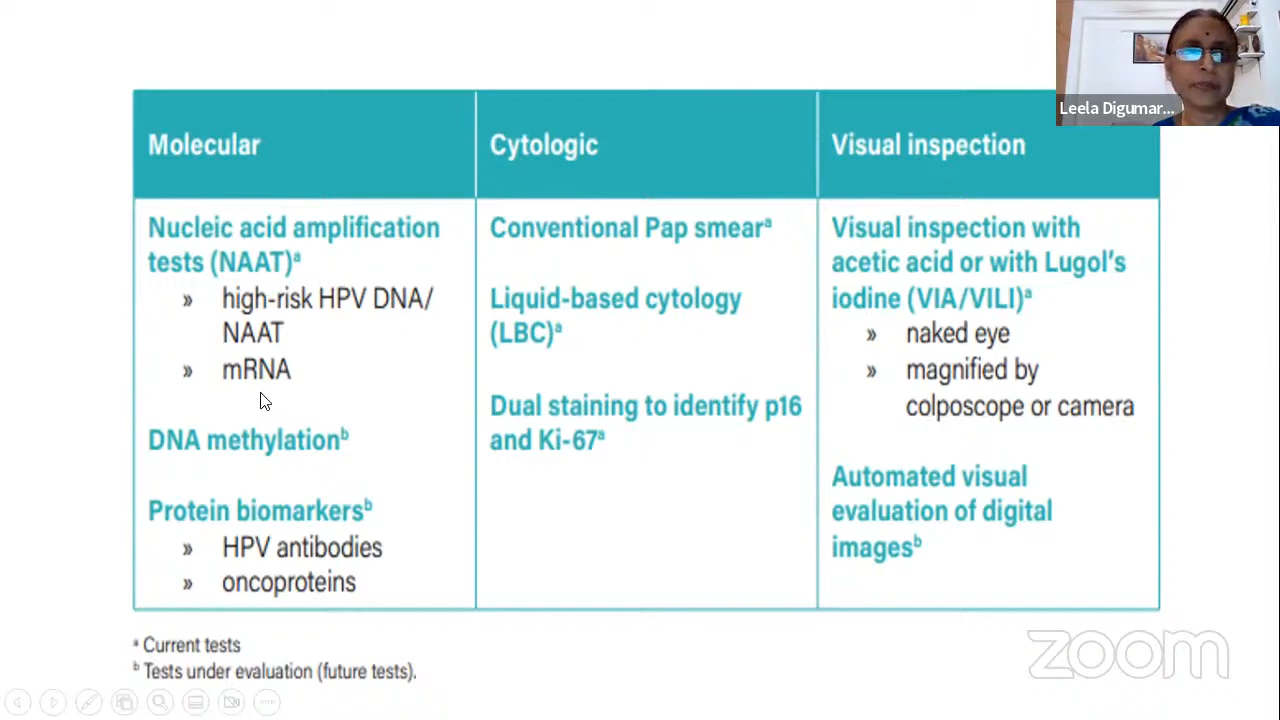 Leela Digumar...
Molecular
Cytologic
Visual inspection
Nucleic acid amplification
tests (NAAT)ᵃ
» high-risk HPV DNA/
NAAT
» mRNA
DNA methylationᵇ
Protein biomarkersᵇ
» HPV antibodies
» oncoproteins
Conventional Pap smearᵃ
Liquid-based cytology
(LBC)ᵃ
Dual staining to identify p16
and Ki-67ᵃ
Visual inspection with
acetic acid or with Lugol’s
iodine (VIA/VILI)ᵃ
» naked eye
» magnified by
colposcope or camera
Automated visual
evaluation of digital
imagesᵇ
ᵃ Current tests
ᵇ Tests under evaluation (future tests).
zoom